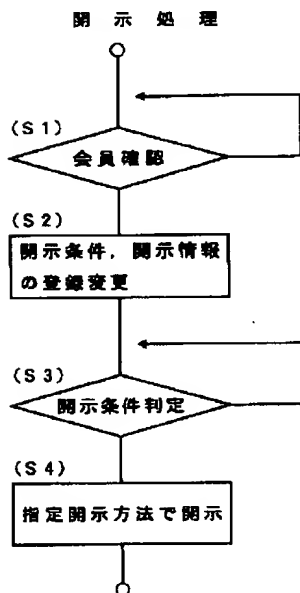 開示処理
(S1)
会員確認
(S2)
開示条件，開示情報
の登録変更
(S3)
開示条件判定
(S4)
指定開示方法で開示